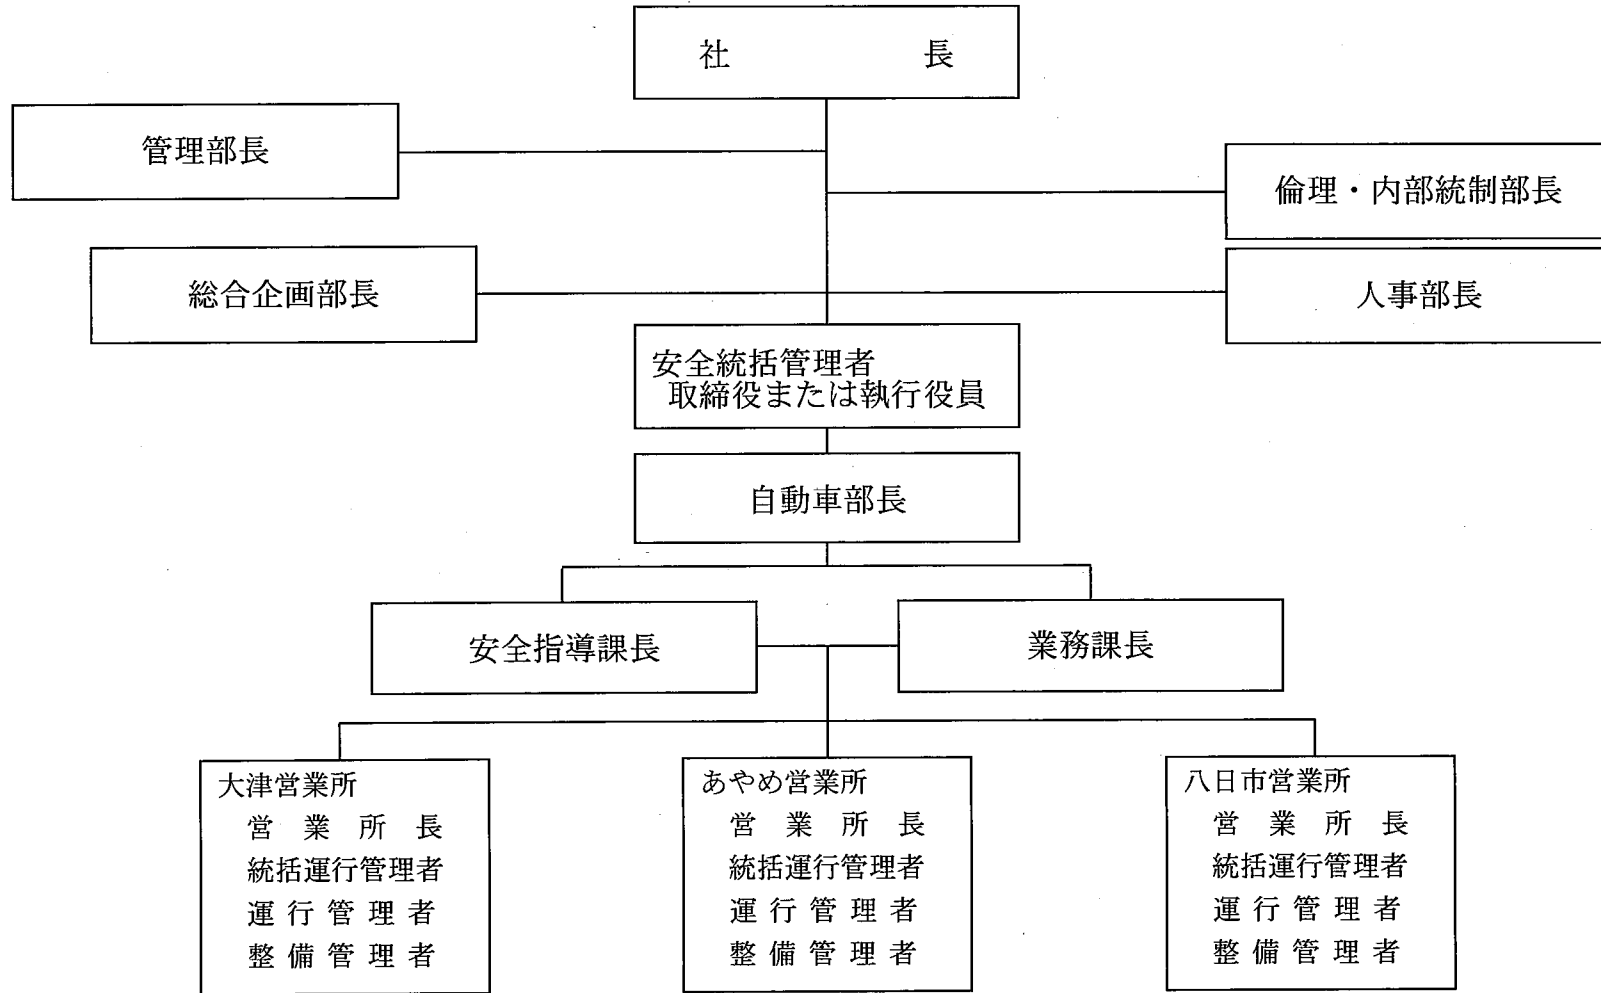 社長
管理部長
倫理・内部統制部長
総合企画部長
人事部長
安全統括管理者
取締役または執行役員
自動車部長
安全指導課長
業務課長
大津営業所
営業所長
統括運行管理者
運行管理者
整備管理者
あやめ営業所
営業所長
統括運行管理者
運行管理者
整備管理者
八日市営業所
営業所長
統括運行管理者
運行管理者
整備管理者